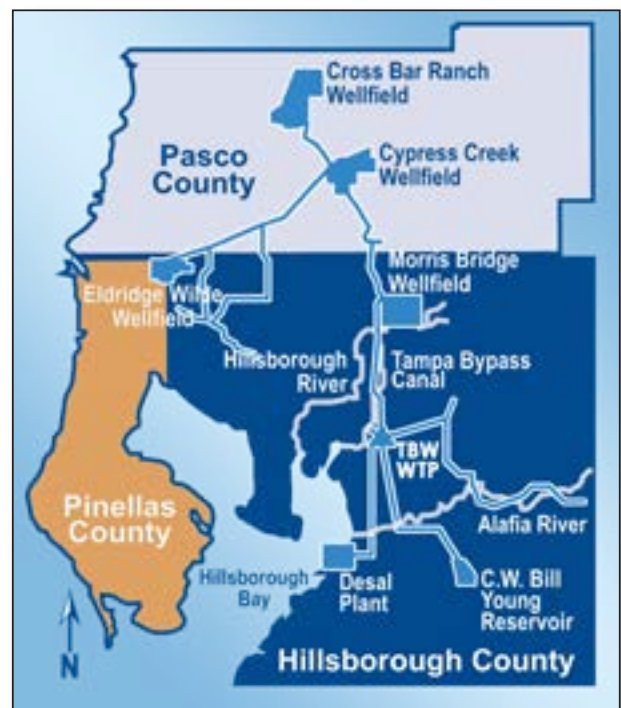 Cross Bar Ranch
Wellfield
Pasco
County
Cypress Creek
Wellfield
Morris Bridge
Wellfield
Eldridge Wilde
Wellfield
Hillsborough
River
Tampa Bypass
Canal
TBW
WTP
Pinellas
County
Alafia River
Hillsborough
Bay
Desal
Plant
C.W. Bill
Young
Reservoir
N
Hillsborough County